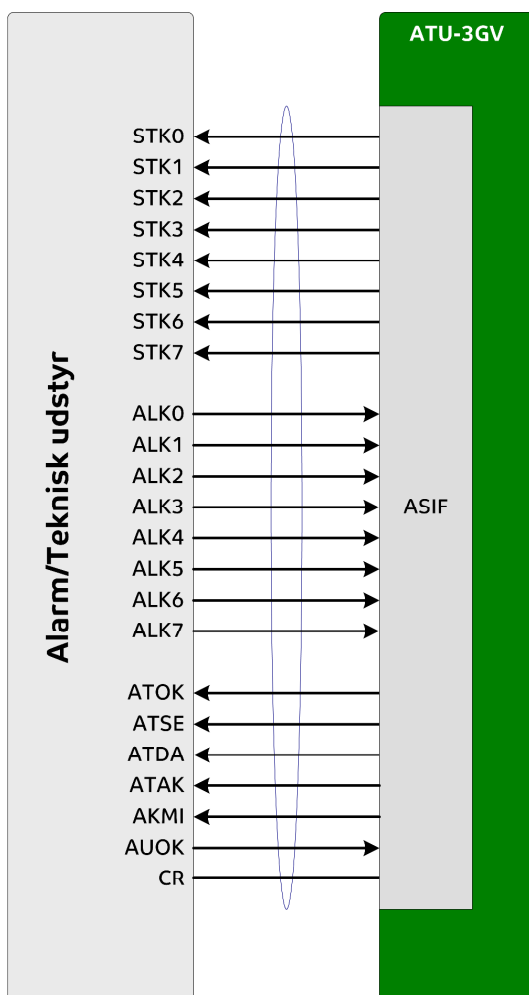 ATU-3GV
STK0
STK1
STK2
STK3
STK4
STK5
STK6
STK7
ALK0
ALK1
ALK2
ALK3
ALK4
ALK5
ALK6
ALK7
ATOK
ATSE
ATDA
ATAK
AKMI
AUOK
CR
Alarm/Teknisk udstyr
ASIF